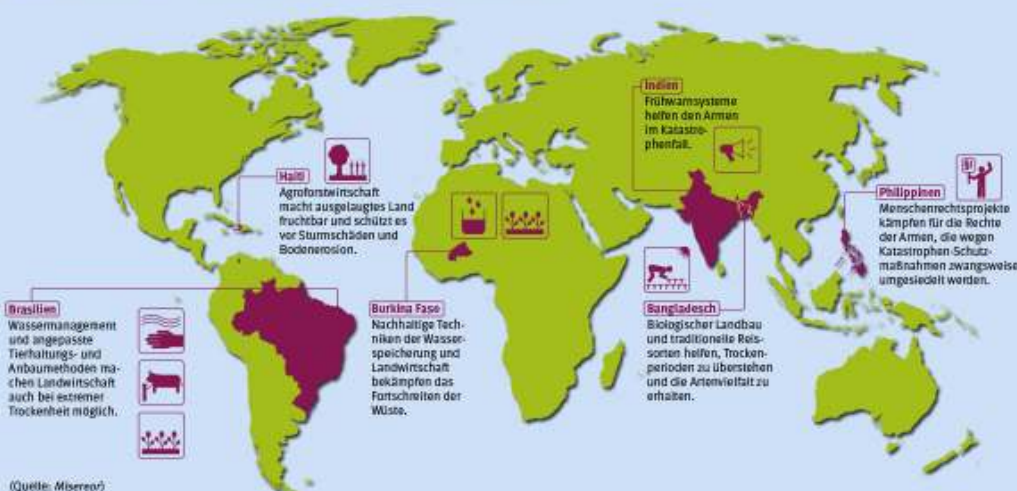 Indien
Frühwarnsysteme
helfen den Armen
im Katastro-
phenfall.
Haiti
Agroforstwirtschaft
macht ausgelaugtes Land
fruchtbar und schützt es
vor Sturmschäden und
Bodenerosion.
Philippinen
Menschenrechtsprojekte
kämpfen für die Rechte
der Armen, die wegen
Katastrophen-Schutz-
maßnahmen zwangsweise
umgesiedelt werden.
Brasilien
Wassermanagement
und angepasste
Tierhaltungs- und
Anbaumethoden ma-
chen Landwirtschaft
auch bei extremer
Trockenheit möglich.
Burkina Faso
Nachhaltige Tech-
niken der Wasser-
speicherung und
Landwirtschaft
bekämpfen das
Fortschreiten der
Wüste.
Bangladesch
Biologischer Landbau
und traditionelle Reis-
sorten helfen, Trocken-
perioden zu überstehen
und die Artenvielfalt zu
erhalten.
(Quelle: Misereor)